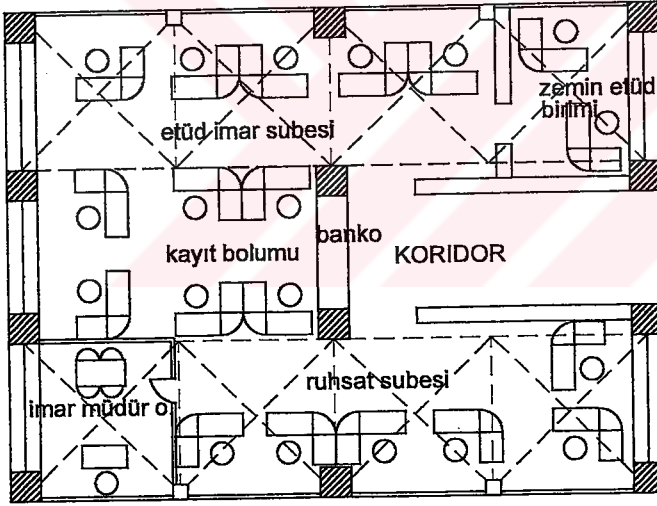 zemin etüd
birimi
etüd imar subesi
banko
kayıt bolumu
KORIDOR
ruhsat subesi
imar müdür o.